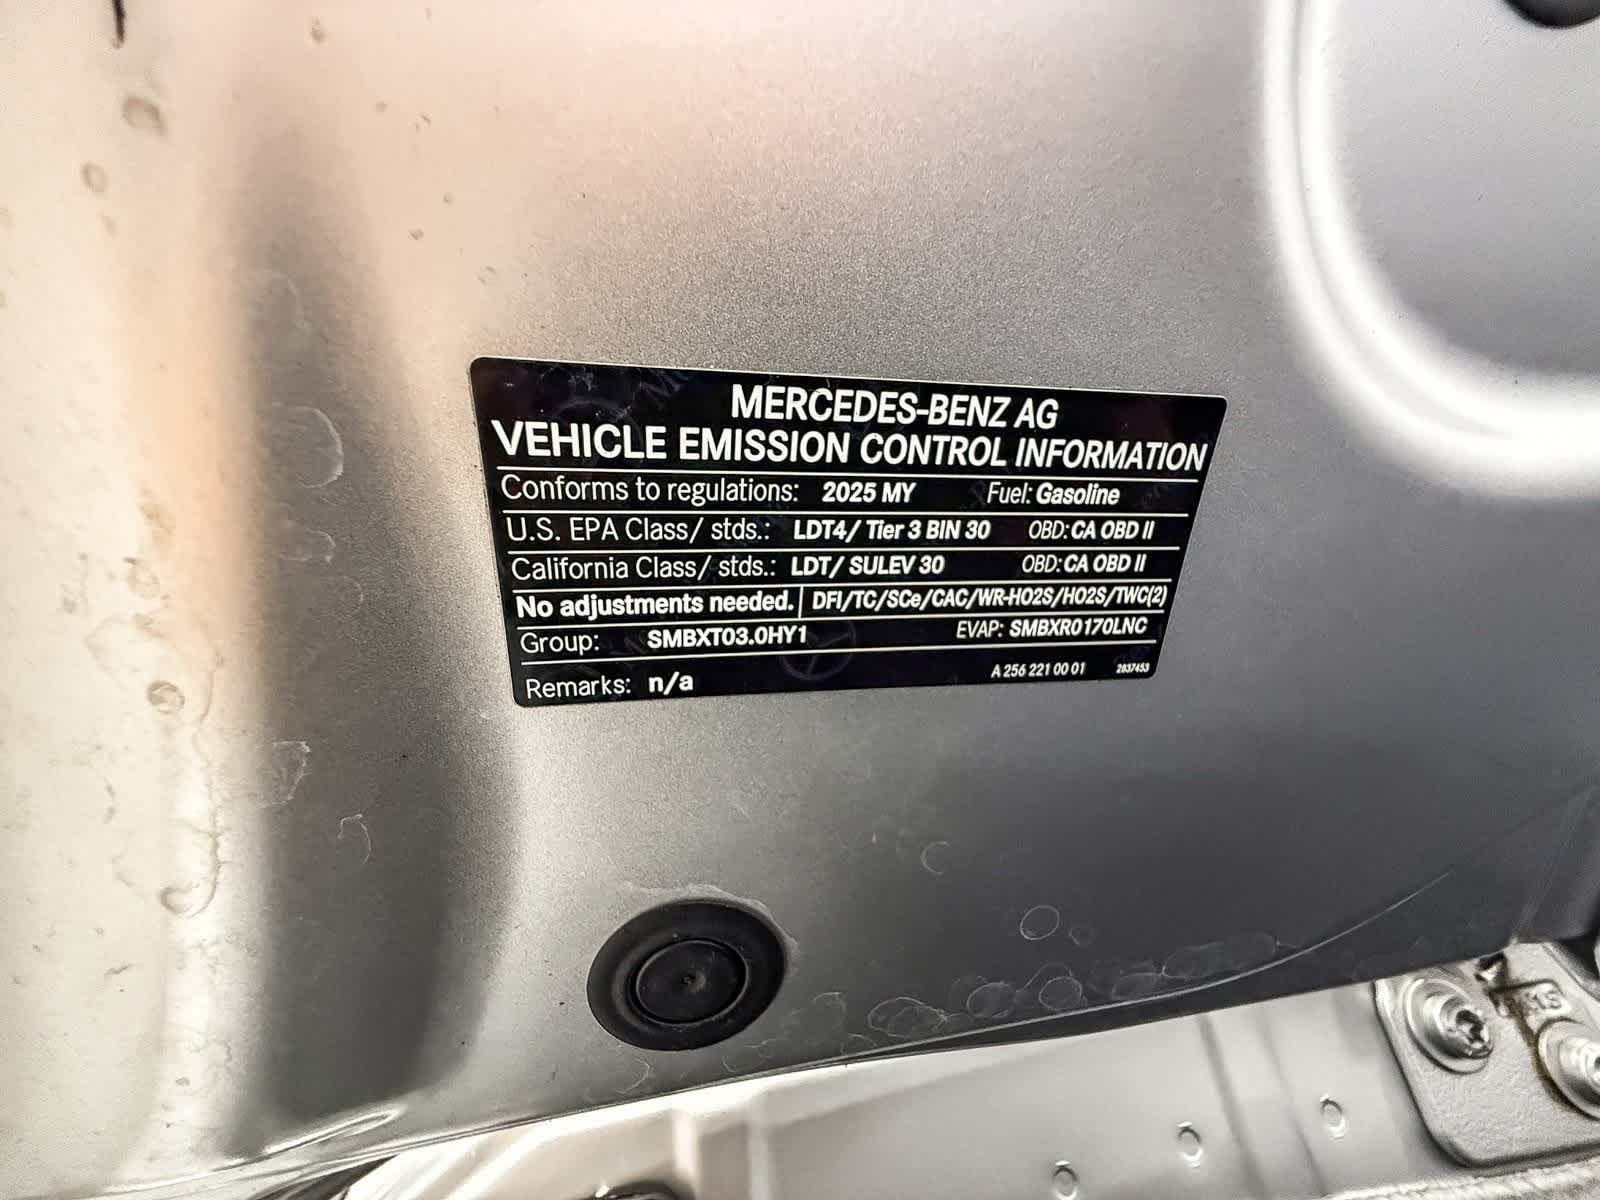 MERCEDES-BENZ AG
VEHICLE EMISSION CONTROL INFORMATION
Conforms to regulations: 2025 MY Fuel: Gasoline
U.S. EPA Class/ stds.: LDT4/ Tier 3 BIN 30 OBD: CA OBD II
California Class/ stds.: LDT/ SULEV 30 OBD: CA OBD II
No adjustments needed. DFI/TC/SCe/CAC/WR-HO2S/HO2S/TWC(2)
Group: SMBXT03.0HY1 EVAP: SMBXR0170LNC
Remarks: n/a A 256 221 00 01 2837453